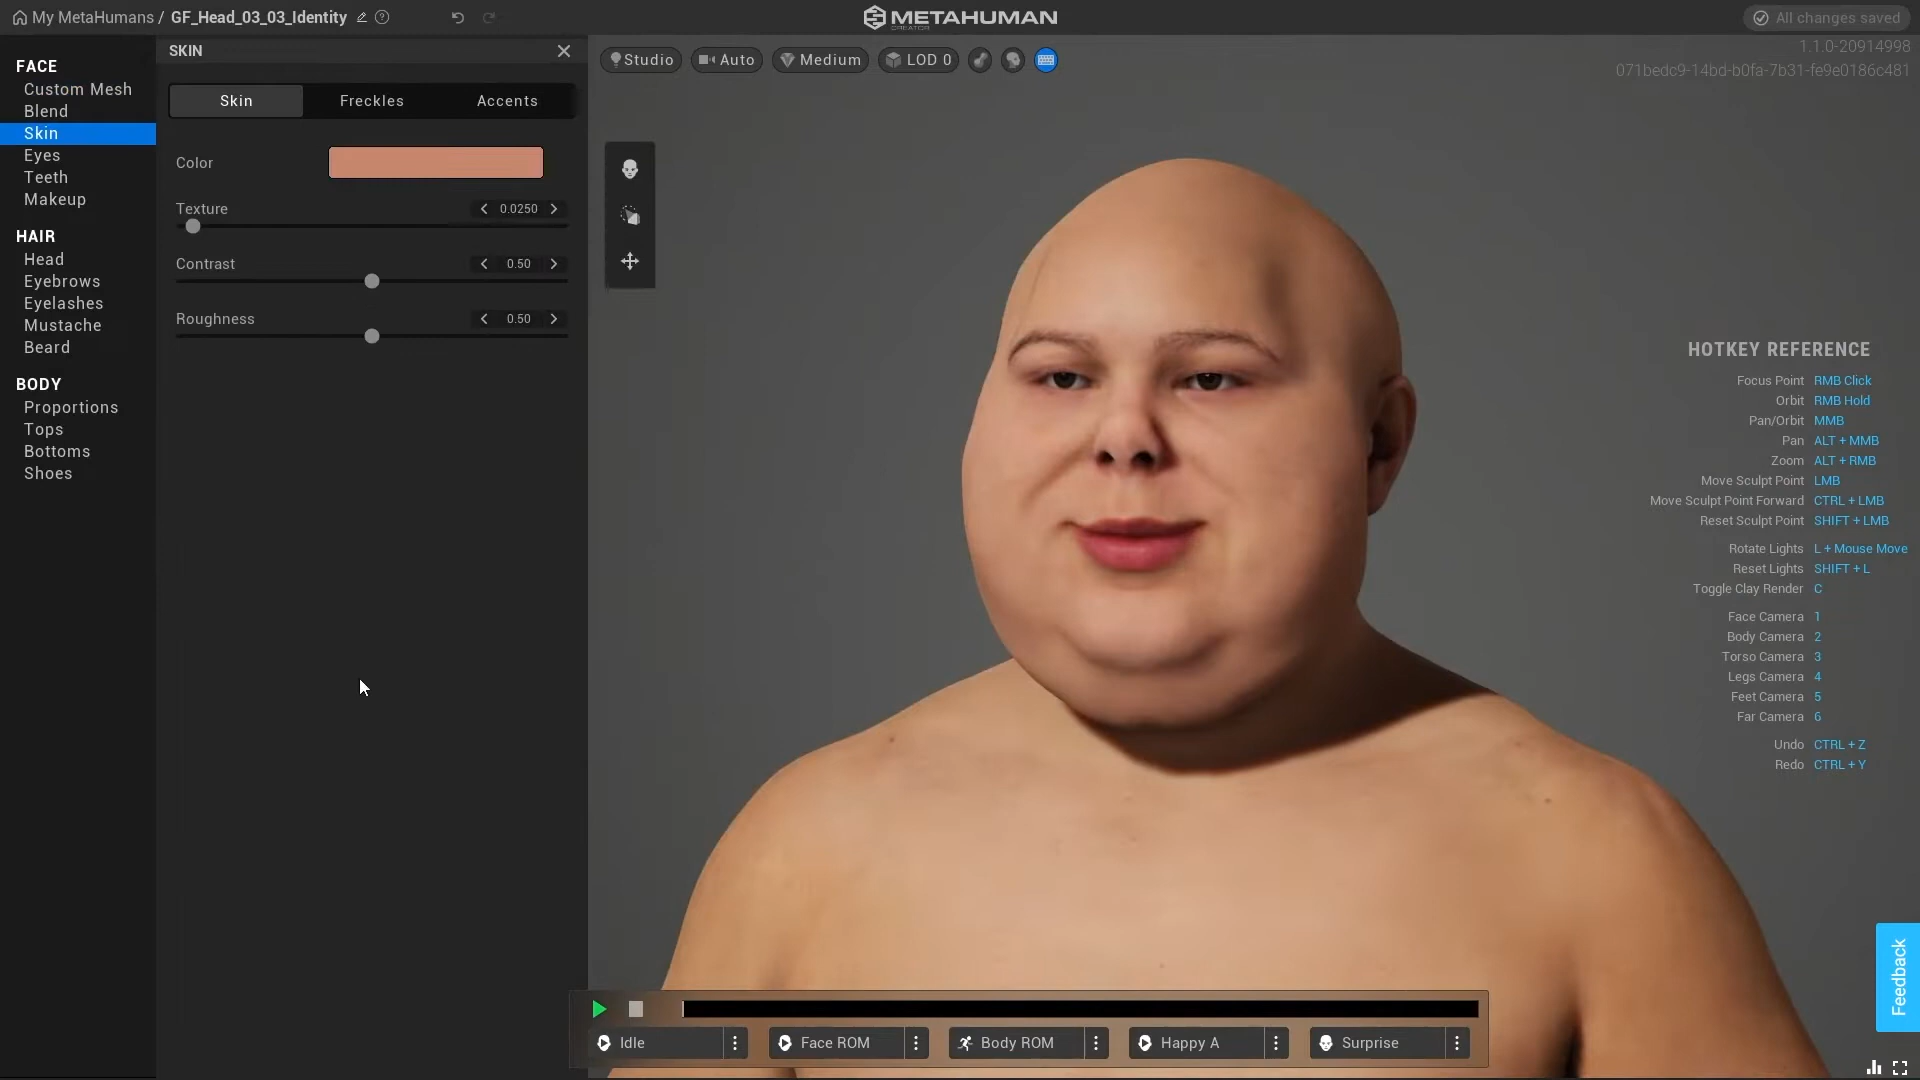 My MetaHumans / GF_Head_03_03_Identity
METAHUMAN
CREATOR
All changes saved
1.1.0-20914998
071bedc9-14bd-b0fa-7b31-fe9e0186c481
FACE
Custom Mesh
Blend
Skin
Eyes
Teeth
Makeup
HAIR
Head
Eyebrows
Eyelashes
Mustache
Beard
BODY
Proportions
Tops
Bottoms
Shoes
SKIN
Skin Freckles Accents
Color
Texture 0.0250
Contrast 0.50
Roughness 0.50
Studio Auto Medium LOD 0
HOTKEY REFERENCE
Focus Point RMB Click
Orbit RMB Hold
Pan/Orbit MMB
Pan ALT + MMB
Zoom ALT + RMB
Move Sculpt Point LMB
Move Sculpt Point Forward CTRL + LMB
Reset Sculpt Point SHIFT + LMB
Rotate Lights L + Mouse Move
Reset Lights SHIFT + L
Toggle Clay Render C
Face Camera 1
Body Camera 2
Torso Camera 3
Legs Camera 4
Feet Camera 5
Far Camera 6
Undo CTRL + Z
Redo CTRL + Y
Feedback
Idle Face ROM Body ROM Happy A Surprise